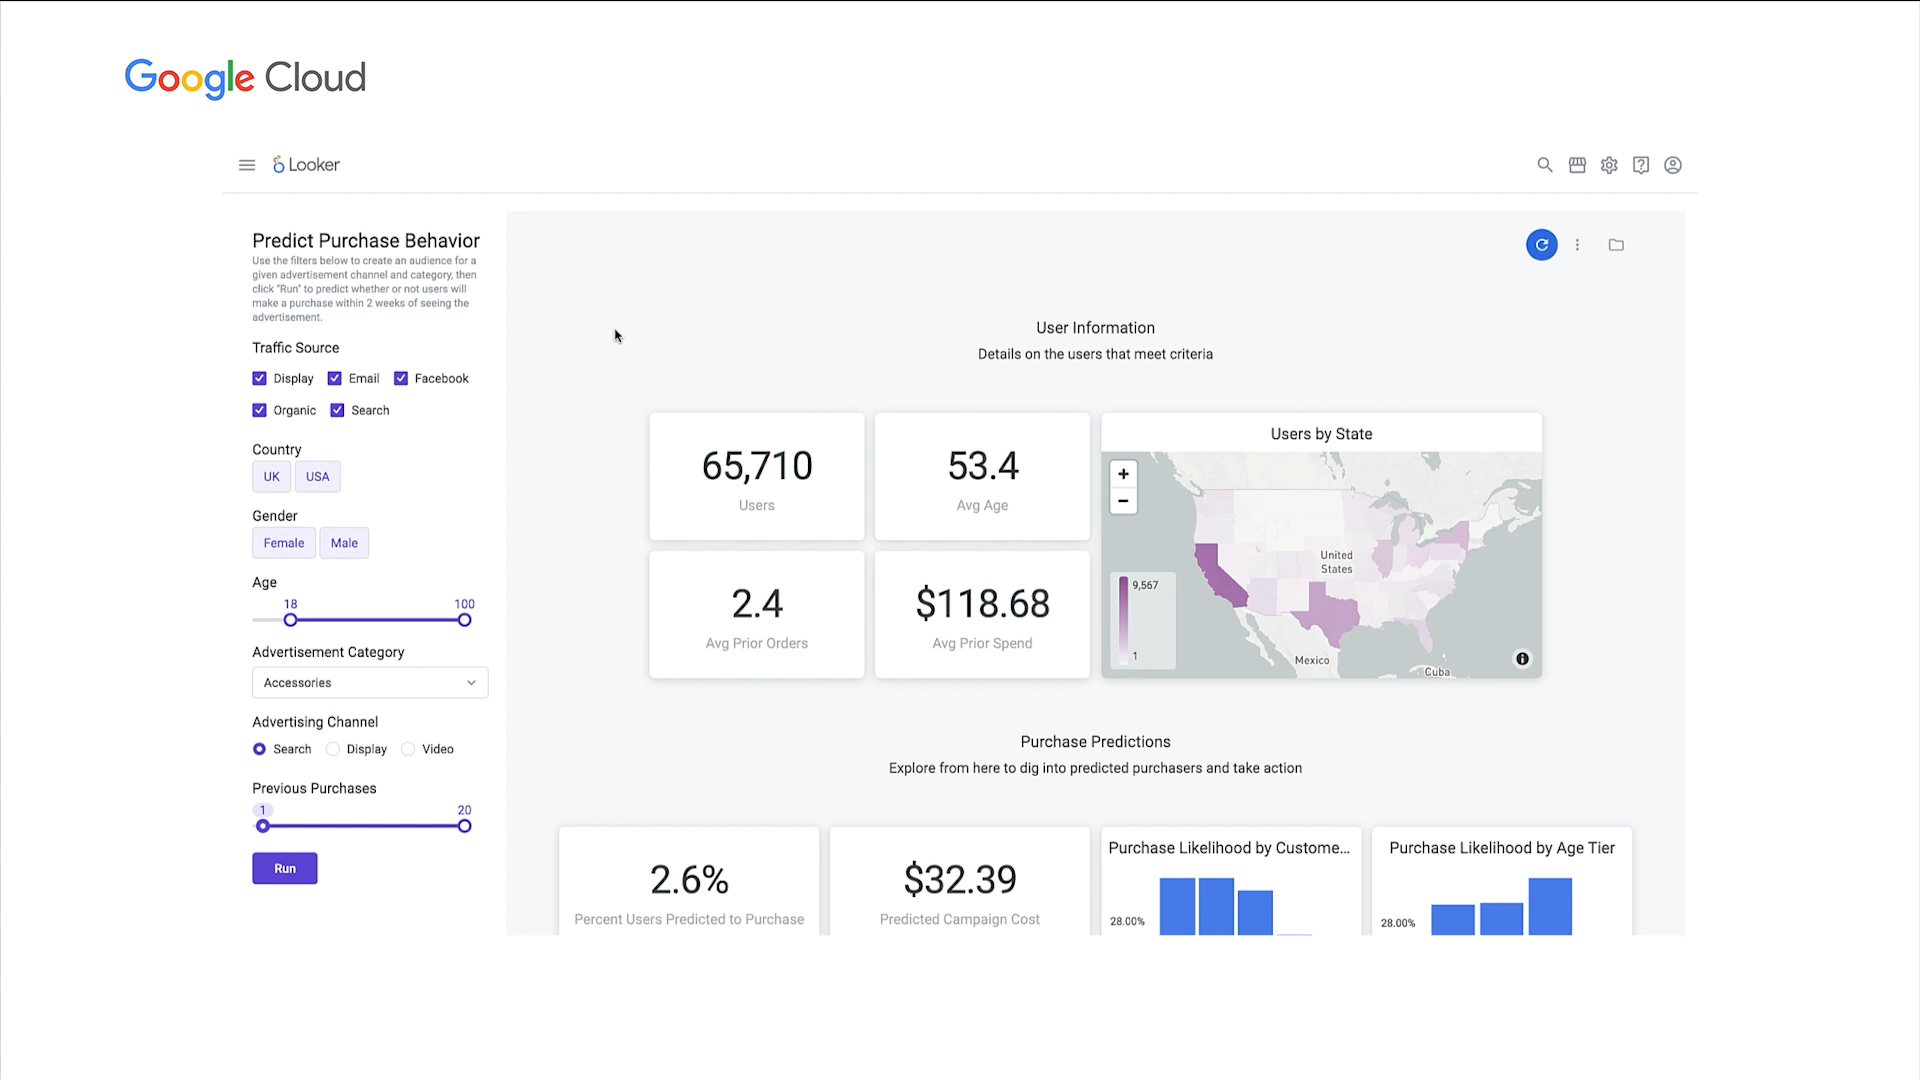 Google Cloud
Looker
Predict Purchase Behavior
Use the filters below to create an audience for a
given advertisement channel and category, then
click "Run" to predict whether or not users will
make a purchase within 2 weeks of seeing the
advertisement.
Traffic Source
Display Email Facebook
Organic Search
Country
UK USA
Gender
Female Male
Age
18 100
Advertisement Category
Accessories
Advertising Channel
Search Display Video
Previous Purchases
1 20
Run
User Information
Details on the users that meet criteria
65,710
Users
53.4
Avg Age
2.4
Avg Prior Orders
$118.68
Avg Prior Spend
Users by State
+
−
United
States
Mexico
Cuba
9,567
1
Purchase Predictions
Explore from here to dig into predicted purchasers and take action
2.6%
Percent Users Predicted to Purchase
$32.39
Predicted Campaign Cost
Purchase Likelihood by Custome...
28.00%
Purchase Likelihood by Age Tier
28.00%